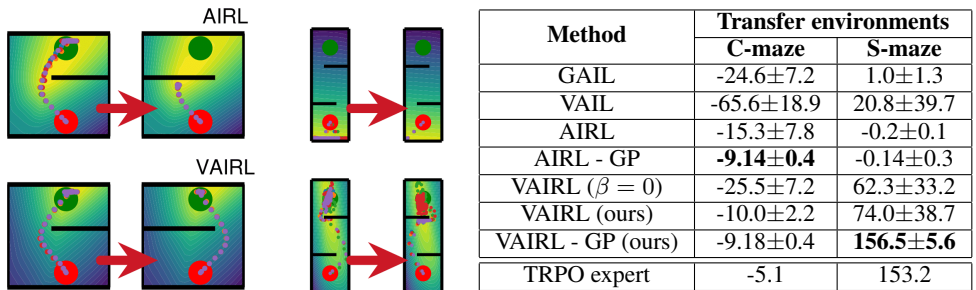 AIRL
VAIRL
Method Transfer environments
C-maze S-maze
GAIL -24.6±7.2 1.0±1.3
VAIL -65.6±18.9 20.8±39.7
AIRL -15.3±7.8 -0.2±0.1
AIRL - GP -9.14±0.4 -0.14±0.3
VAIRL (β = 0) -25.5±7.2 62.3±33.2
VAIRL (ours) -10.0±2.2 74.0±38.7
VAIRL - GP (ours) -9.18±0.4 156.5±5.6
TRPO expert -5.1 153.2